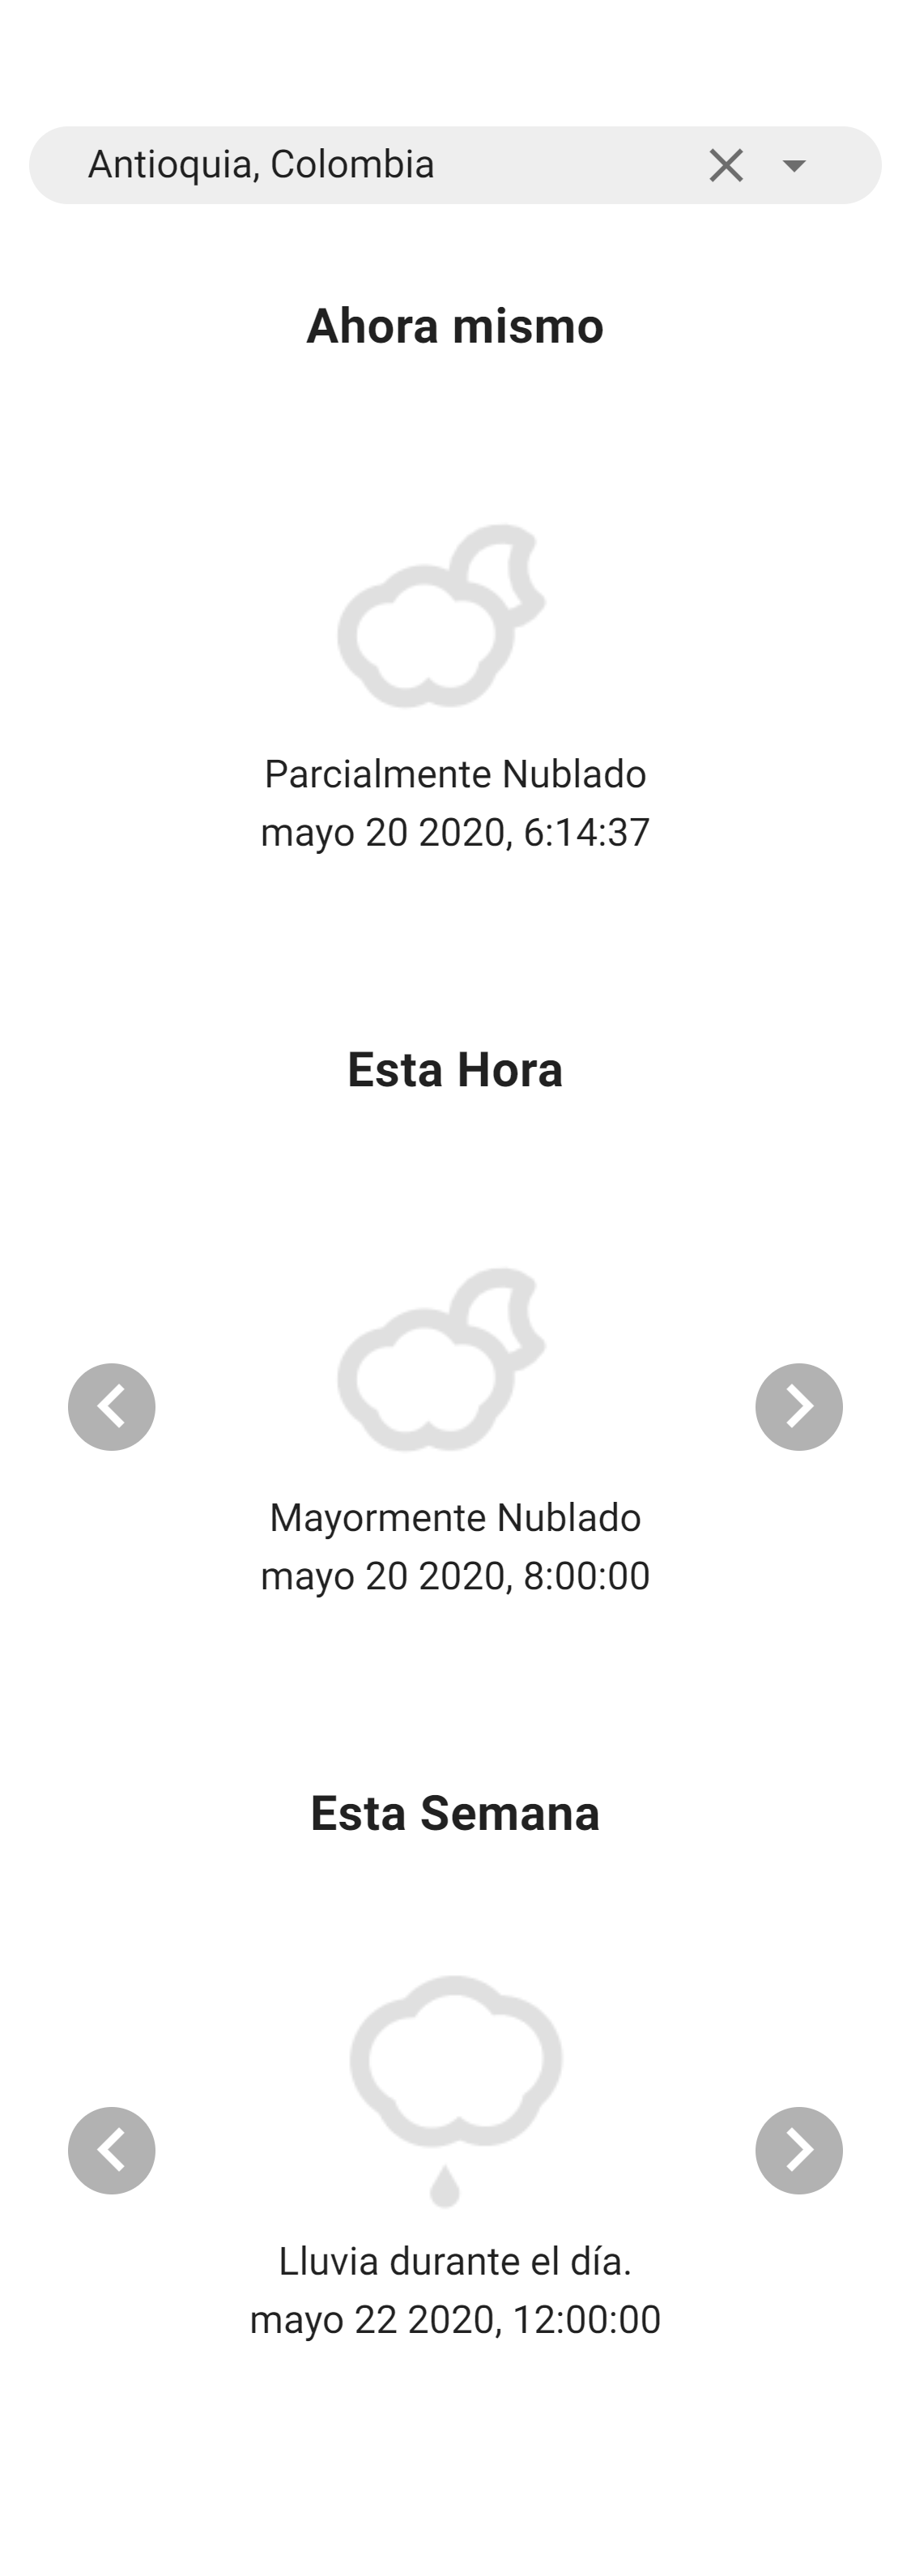 Antioquia, Colombia
Ahora mismo
Parcialmente Nublado
mayo 20 2020, 6:14:37
Esta Hora
Mayormente Nublado
mayo 20 2020, 8:00:00
Esta Semana
Lluvia durante el día.
mayo 22 2020, 12:00:00